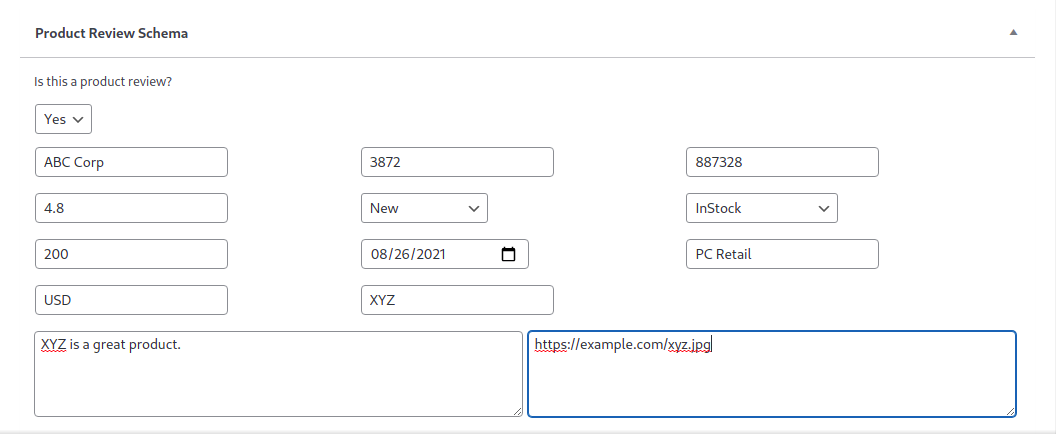 Product Review Schema
Is this a product review?
Yes
ABC Corp 3872 887328
4.8 New InStock
200 08/26/2021 PC Retail
USD XYZ
XYZ is a great product. https://example.com/xyz.jpg